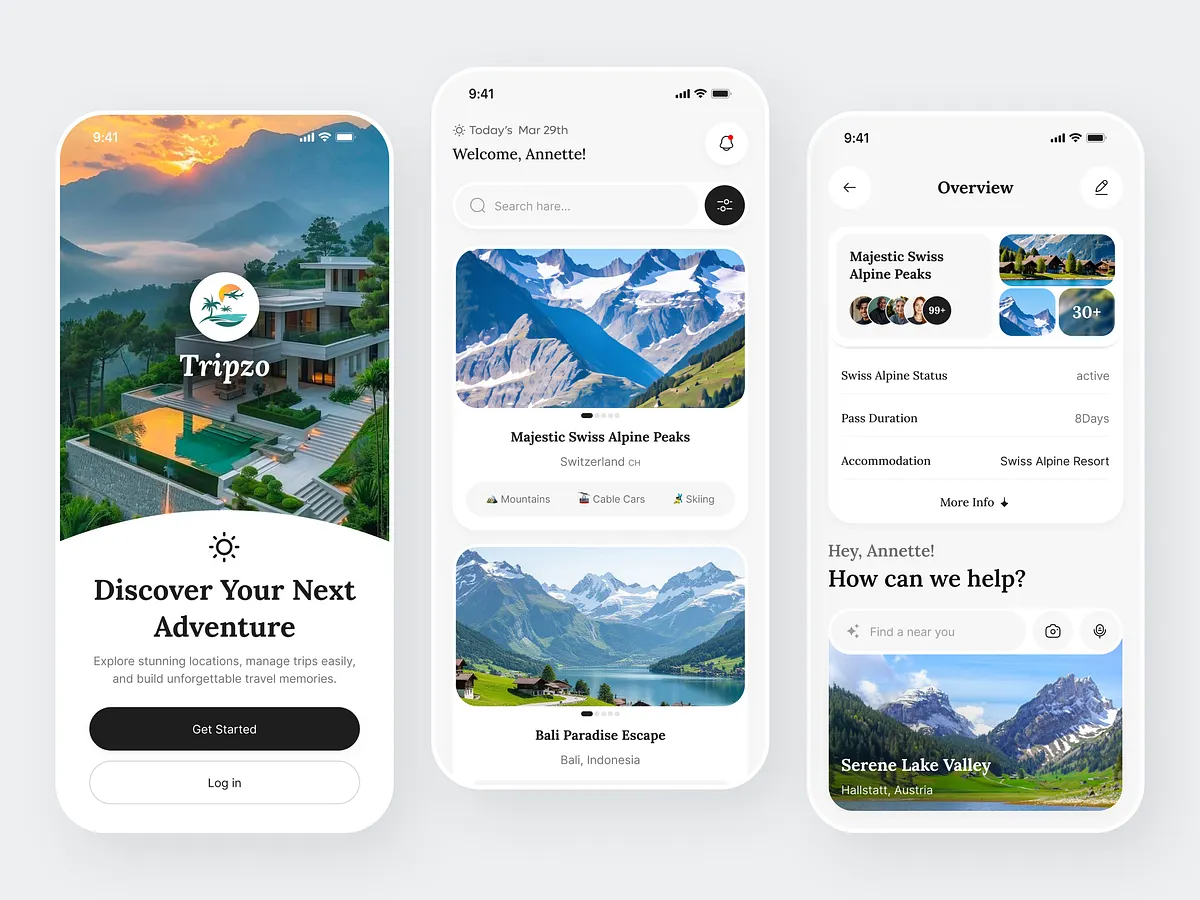 9:41
Tripzo
Discover Your Next
Adventure
Explore stunning locations, manage trips easily,
and build unforgettable travel memories.
Get Started
Log in
9:41
Today's Mar 29th
Welcome, Annette!
Search hare...
Majestic Swiss Alpine Peaks
Switzerland CH
Mountains
Cable Cars
Skiing
Bali Paradise Escape
Bali, Indonesia
9:41
Overview
Majestic Swiss
Alpine Peaks
99+
30+
Swiss Alpine Status active
Pass Duration 8Days
Accommodation Swiss Alpine Resort
More Info
Hey, Annette!
How can we help?
Find a near you
Serene Lake Valley
Hallstatt, Austria